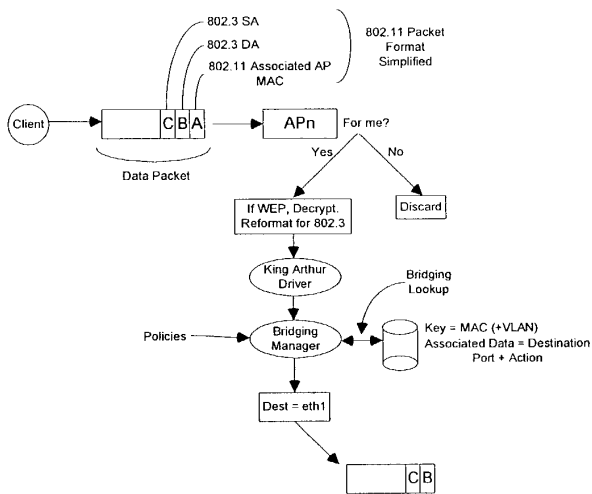 802.3 SA
802.3 DA
802.11 Associated AP
MAC
802.11 Packet
Format
Simplified
Client
C B A
APn
For me?
Data Packet
Yes
No
If WEP, Decrypt.
Reformat for 802.3
Discard
King Arthur
Driver
Bridging
Lookup
Policies
Bridging
Manager
Key = MAC (+VLAN)
Associated Data = Destination
Port + Action
Dest = eth1
C B